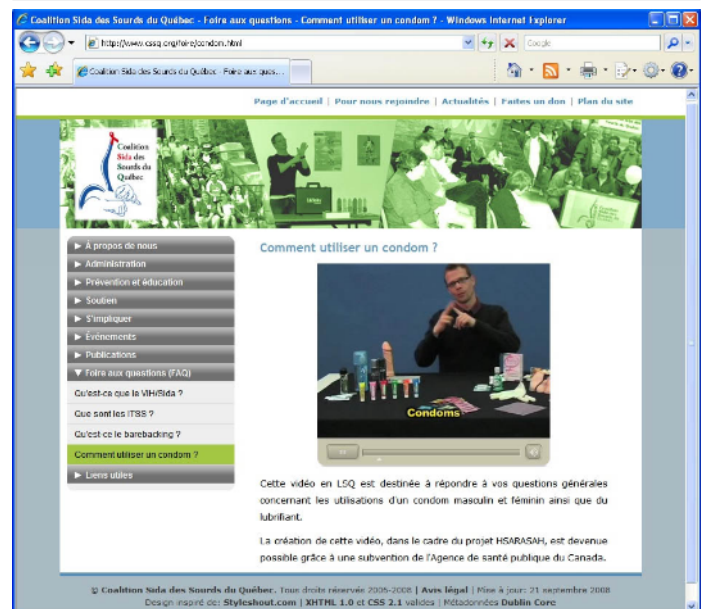 Coalition Sida des Sourds du Québec - Foire aux questions - Comment utiliser un condom ? - Windows Internet Explorer
http://www.cssq.org/foire/condom.html
Google
Coalition Sida des Sourds du Québec - Foire aux ques...
Page d'accueil | Pour nous rejoindre | Actualités | Faites un don | Plan du site
Coalition
Sida des
Sourds du
Québec
► À propos de nous
► Administration
► Prévention et éducation
► Soutien
► S'impliquer
► Événements
► Publications
▼ Foire aux questions (FAQ)
Qu'est-ce que le VIH/Sida ?
Que sont les ITSS ?
Qu'est-ce le barebacking ?
Comment utiliser un condom ?
► Liens utiles
Comment utiliser un condom ?
Condoms
Cette vidéo en LSQ est destinée à répondre à vos questions générales
concernant les utilisations d'un condom masculin et féminin ainsi que du
lubrifiant.
La création de cette vidéo, dans le cadre du projet HSARASAH, est devenue
possible grâce à une subvention de l'Agence de santé publique du Canada.
© Coalition Sida des Sourds du Québec. Tous droits réservés 2005-2008 | Avis légal | Mise à jour: 21 septembre 2008
Design inspiré de: Styleshout.com | XHTML 1.0 et CSS 2.1 valides | Métadonnées Dublin Core